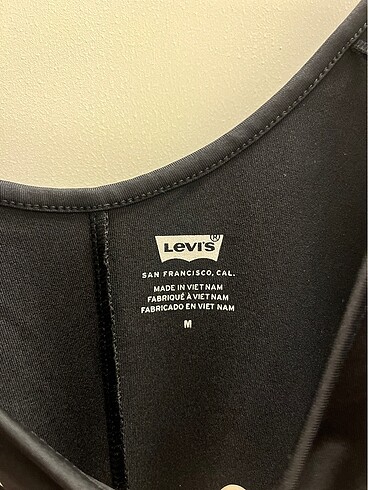 LEVI'S®
SAN FRANCISCO, CAL.
MADE IN VIET NAM
FABRIQUÉ À VIET NAM
FABRICADO EN VIET NAM
M